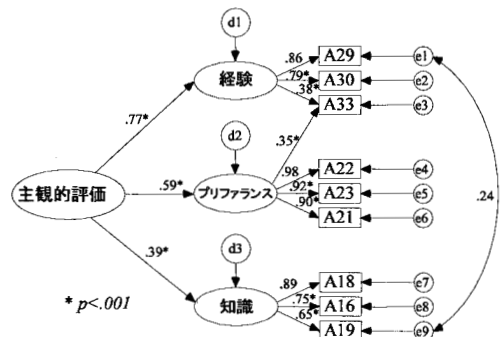 d1
.86 A29 e1
経験 .79* A30 e2
.38* A33 e3
.77*
d2 .35*
.24
.98 A22 e4
主観的評価 .59* プリファランス .92* A23 e5
.90* A21 e6
.39* d3
.89 A18 e7
* p<.001 知識 .75* A16 e8
.65* A19 e9